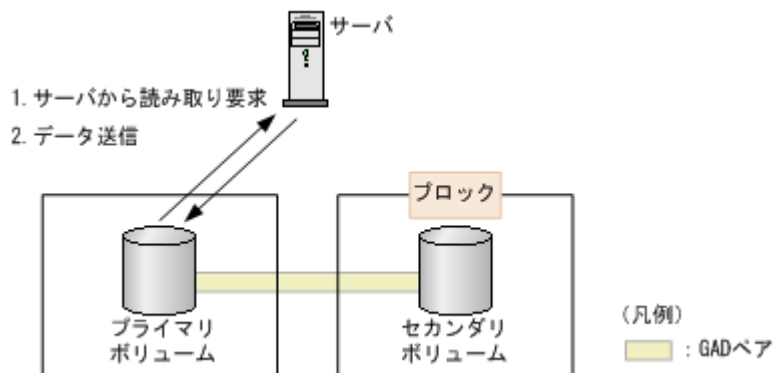 サーバ
1. サーバから読み取り要求
2. データ送信
ブロック
プライマリ
ボリューム
セカンダリ
ボリューム
(凡例)
: GADペア